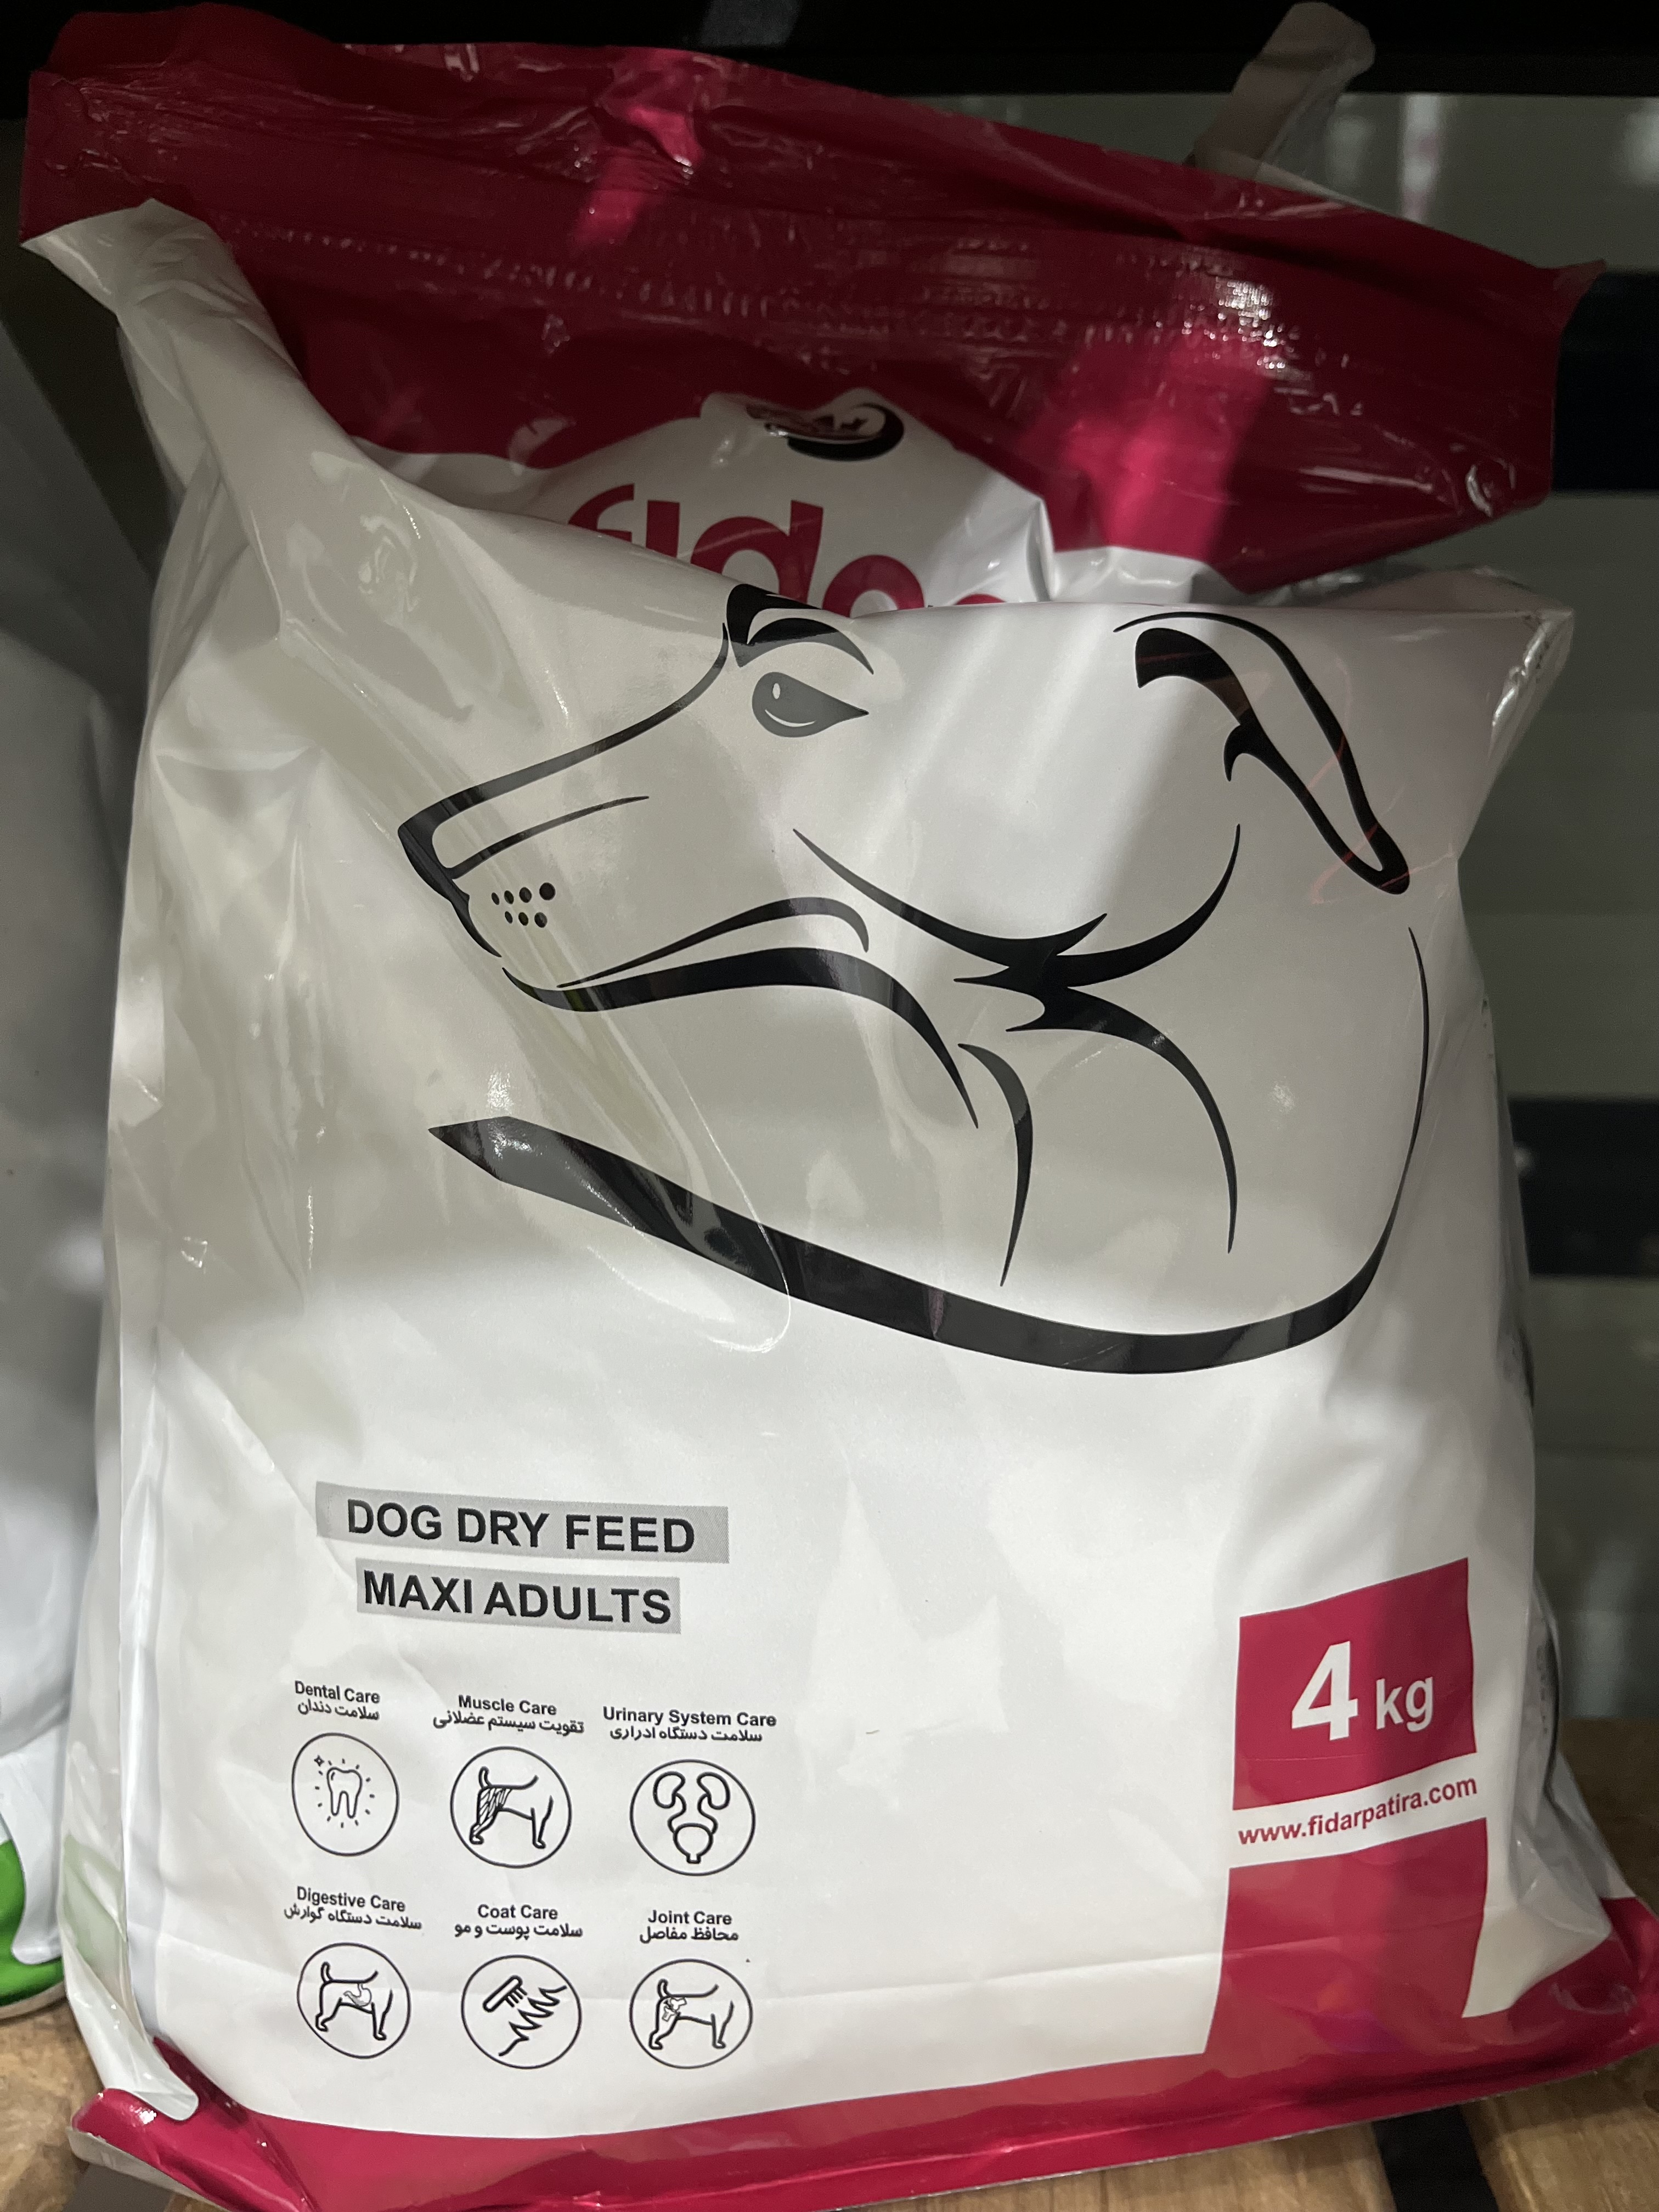 DOG DRY FEED
MAXI ADULTS
Dental Care
سلامت دندان
Muscle Care
تقویت سیستم عضلانی
Urinary System Care
سلامت دستگاه ادراری
Digestive Care
سلامت دستگاه گوارش
Coat Care
سلامت پوست و مو
Joint Care
محافظ مفاصل
4 kg
www.fidarpatira.com